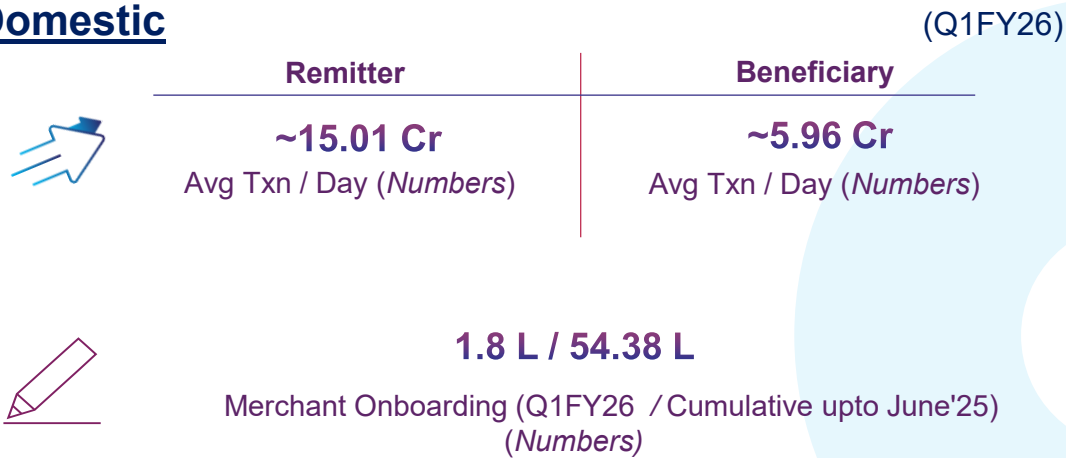 Domestic
(Q1FY26)
Remitter
Beneficiary
~15.01 Cr
~5.96 Cr
Avg Txn / Day (Numbers)
Avg Txn / Day (Numbers)
1.8 L / 54.38 L
Merchant Onboarding (Q1FY26 / Cumulative upto June'25)
(Numbers)